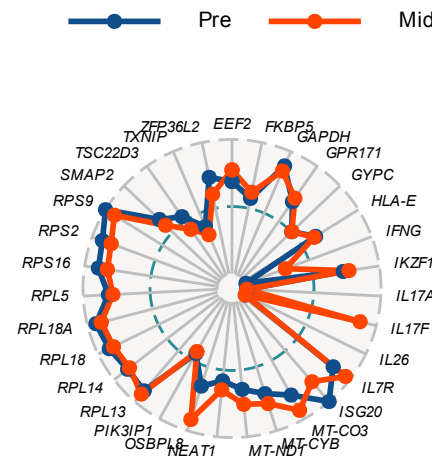 Pre Mid
EEF2
FKBP5
GAPDH
GPR171
GYPC
HLA-E
IFNG
IKZF1
IL17A
IL17F
IL26
IL7R
ISG20
MT-CO3
MT-CYB
MT-ND1
NEAT1
OSBPL8
PIK3IP1
RPL13
RPL14
RPL18
RPL18A
RPL5
RPS16
RPS2
RPS9
SMAP2
TSC22D3
TXNIP
ZFP36L2